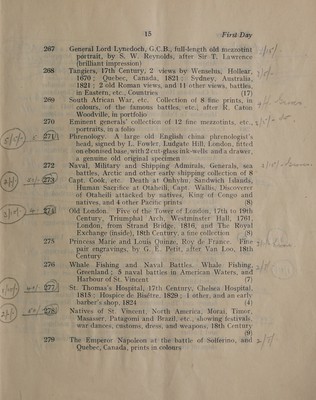 15 First Day
267 General Lord Lynedoch, G.C.B., full-length old mezzotint
portrait, by S. W. Reynolds, after Sir T. Lawrence
(brilliant impression)
268 Tangiers, 17th Century, 2 views by Hollear,
1670; Quebec, Canada, 1821; Sydney, Australia,
1821; 2 old Roman views, and 11 other views, battles,
in Eastern, etc., Countries (17)
269 South African War, etc. Collection of 8 fine prints, in
colours, of the famous battles, etc., after R. Caton
Woodville, in portfolio
270 Eminent generals' collection of 12 fine mezzotints, etc.,
portraits, in a folio
271 Phrenology. A large old English china phrenologist's
head, signed by L. Fowler, Ludgate Hill, London, fitted
on ebonised base, with 2 cut-glass ink-wells and a drawer,
a genuine old original specimen
272 Naval, Military and Shipping Admirals, Generals, sea
battles, Arctic and other early shipping collection of 8
273 Capt. Cook, etc. Death at Owhyhe, Sandwich Islands,
Human Sacrifice at Otaheili, Capt. Wallis, Discoverer
of Otaheili attacked by natives, King of Congo and
natives, and 4 other Pacific prints (8)
274 Old London. Five of the Tower of London, 17th to 19th
Century, Triumphal Arch, Westminster Hall, 1761,
London, from Strand Bridge, 1816, and The Royal
Exchange (inside), 18th Century, a fine collection (8)
275 Princess Marie and Louis Quinze, Roy de France. Fine
pair engravings, by G. E. Petit, after Van Loo, 18th
Century
276 Whale Fishing and Naval Battles. Whale Fishing,
Greenland; 5 naval battles in American Waters, and
Harbour of St. Vincent (7)
277 St. Thomas's Hospital, 17th Century, Chelsea Hospital,
1815; Hospice de Bisêtre, 1829; 1 other, and an early
barber's shop, 1824 (4)
278 Natives of St. Vincent, North America, Murai, Timor,
Masasoer, Patagoni and Brazil, etc., showing festivals,
war dances, customs, dress, and weapons, 18th Century
(9)
279 The Emperor Napoleon at the battle of Solferino, and
Quebec, Canada, prints in colours